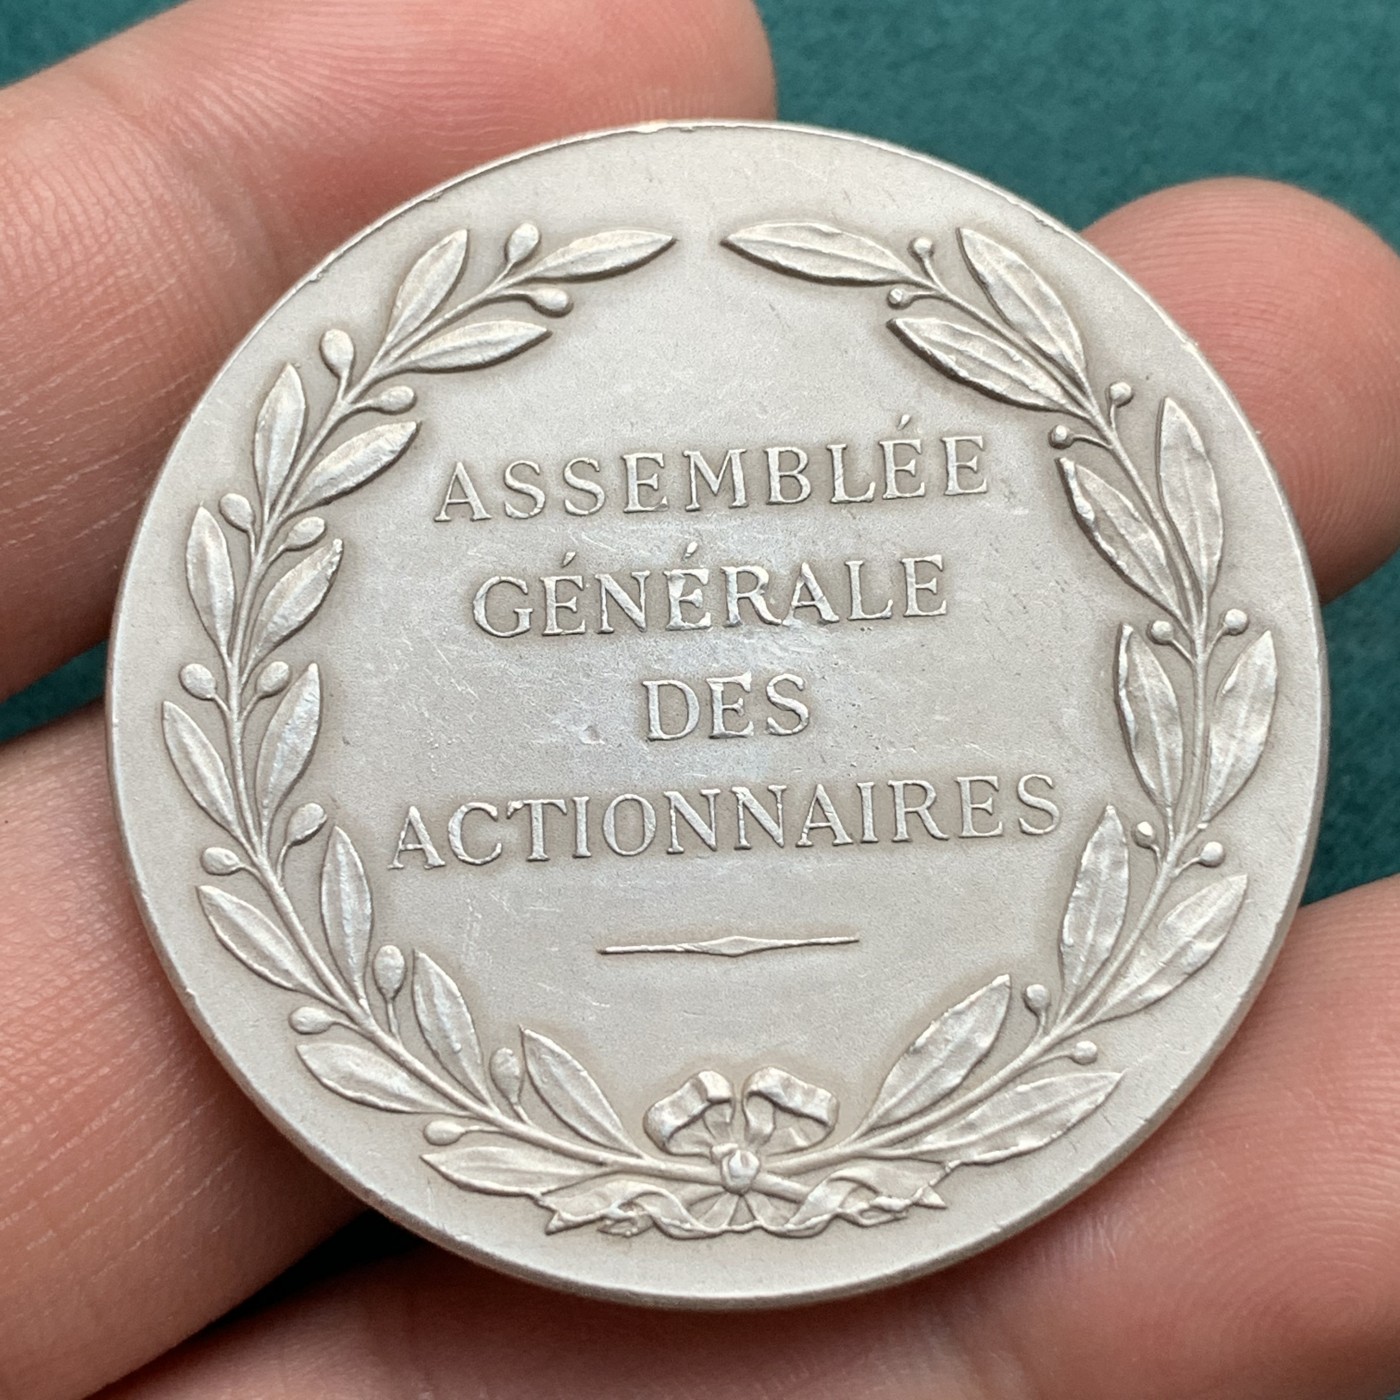 ASSEMBLÉE
GÉNÉRALE
DES
ACTIONNAIRES